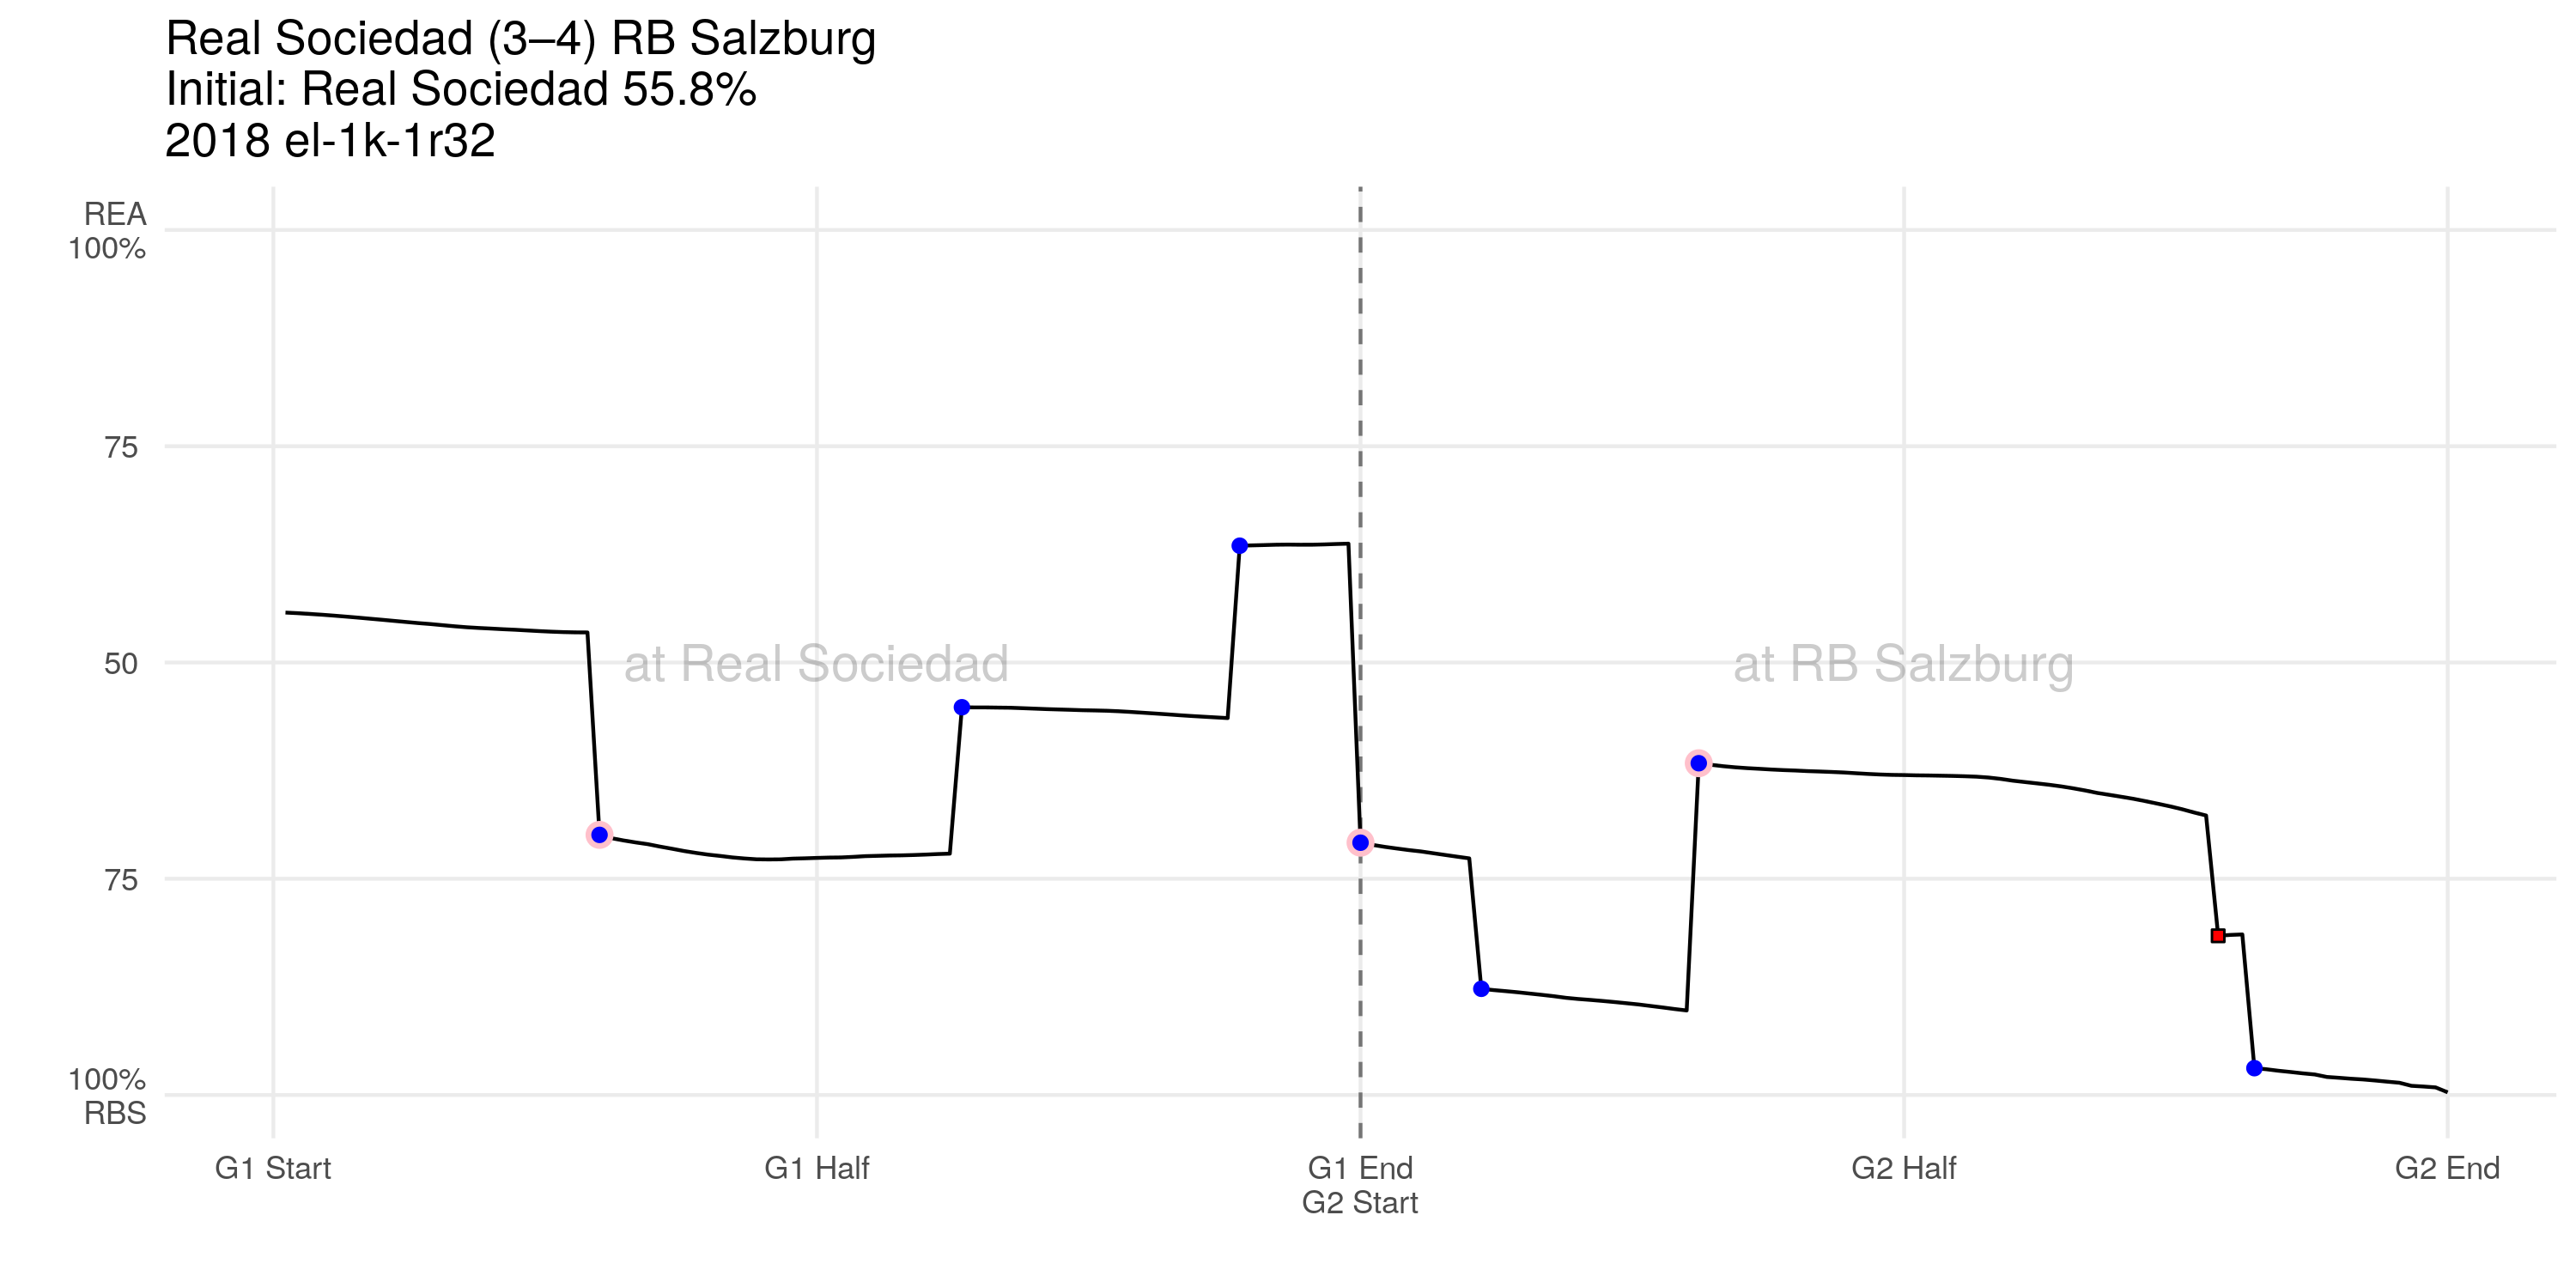 Real Sociedad (3–4) RB Salzburg
Initial: Real Sociedad 55.8%
2018 el-1k-1r32
REA
100%
75
50
75
100%
RBS
at Real Sociedad
at RB Salzburg
G1 Start
G1 Half
G1 End
G2 Start
G2 Half
G2 End